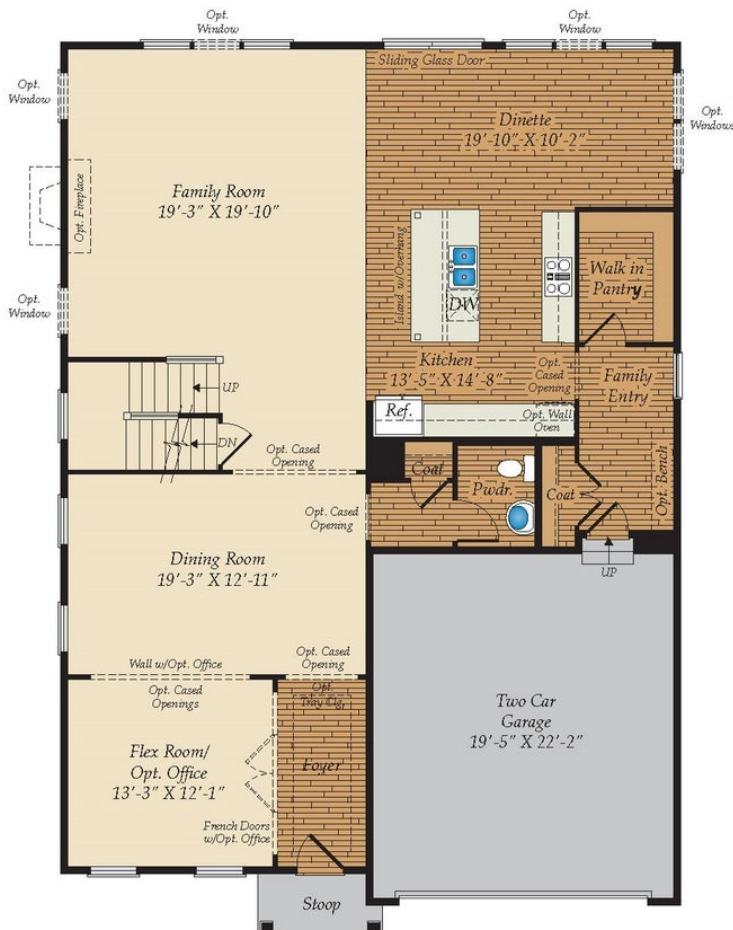 Opt.
Window
Opt.
Window
Sliding Glass Door
Opt.
Window
Dinette
19'-10" X 10'-2"
Opt.
Windows
Family Room
19'-3" X 19'-10"
Opt. Fireplace
Island w/Overhang
DW
Walk in
Pantry
Opt.
Window
Kitchen
13'-5" X 14'-8"
Opt.
Cased
Opening
Family
Entry
UP
Ref.
Opt. Wall
Oven
DN
Opt. Cased
Opening
Coat
Pwdr.
Coat
Opt. Bench
Opt. Cased
Opening
UP
Dining Room
19'-3" X 12'-11"
Wall w/Opt. Office
Opt. Cased
Opening
Opt. Cased
Openings
Opt.
Tray Clg.
Two Car
Garage
19'-5" X 22'-2"
Flex Room/
Opt. Office
13'-3" X 12'-1"
Foyer
French Doors
w/Opt. Office
Stoop